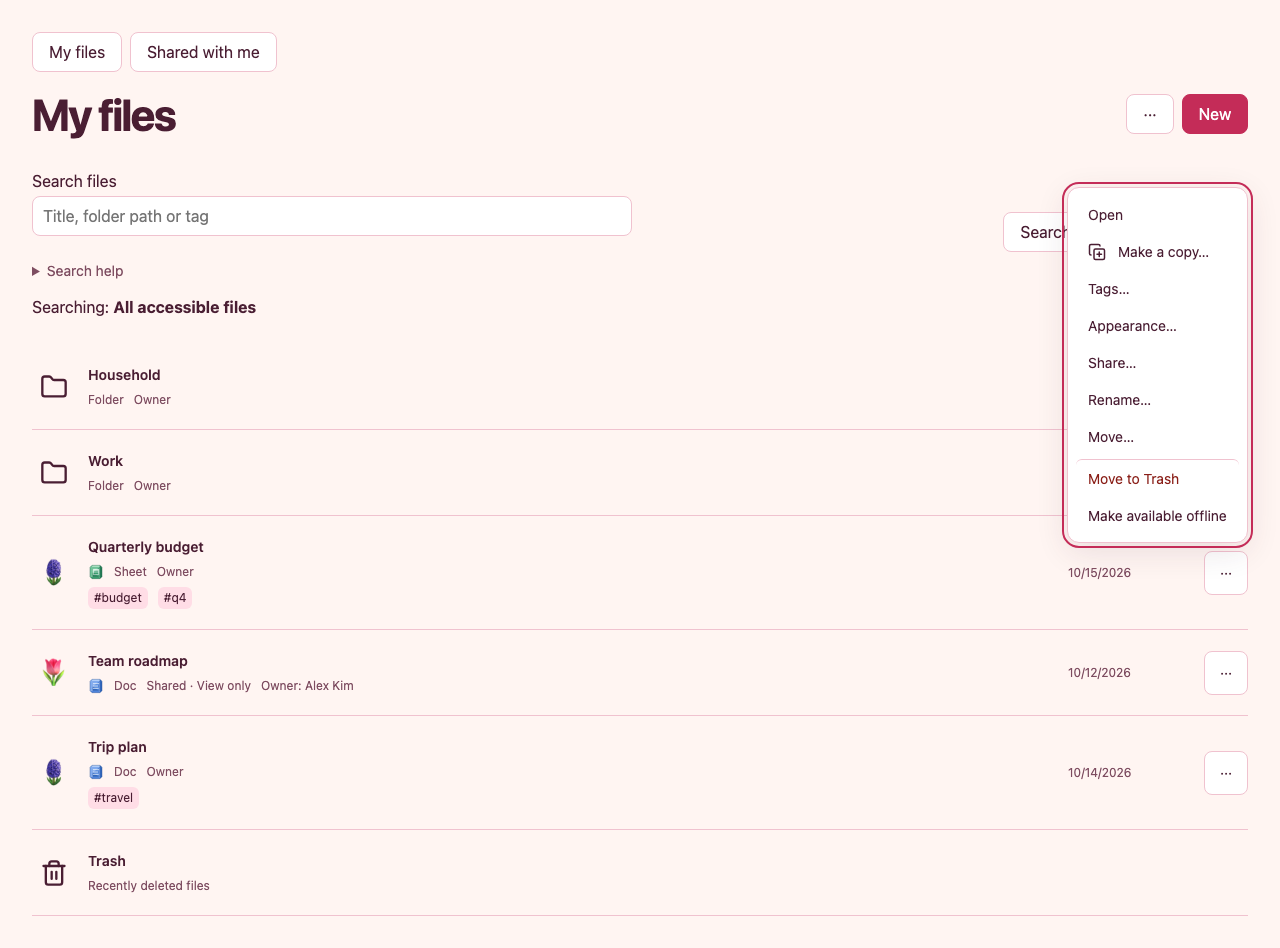 My files
Shared with me
My files
...
New
Search files
Title, folder path or tag
Search
Search help
Searching: All accessible files
Open
Make a copy...
Tags...
Appearance...
Share...
Rename...
Move...
Move to Trash
Make available offline
Household
Folder Owner
Work
Folder Owner
Quarterly budget
Sheet Owner
#budget #q4
10/15/2026
...
Team roadmap
Doc Shared · View only Owner: Alex Kim
10/12/2026
...
Trip plan
Doc Owner
#travel
10/14/2026
...
Trash
Recently deleted files